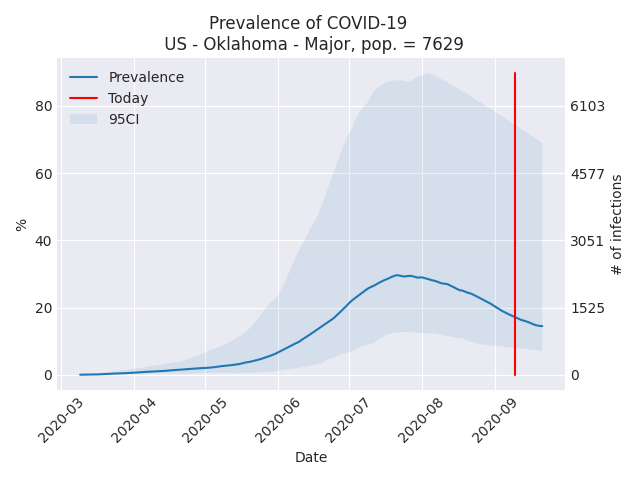 Prevalence of COVID-19
US - Oklahoma - Major, pop. = 7629
Prevalence
Today
95CI
80
60
40
20
0
%
6103
4577
3051
1525
0
# of infections
2020-03
2020-04
2020-05
2020-06
2020-07
2020-08
2020-09
Date